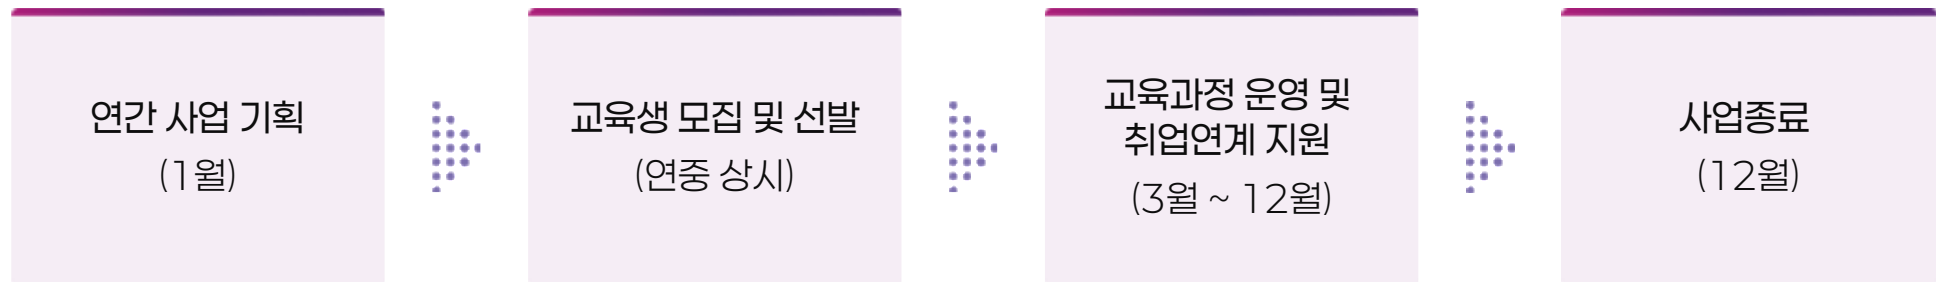 연간 사업 기획
(1월)
교육생 모집 및 선발
(연중 상시)
교육과정 운영 및
취업연계 지원
(3월 ~ 12월)
사업종료
(12월)